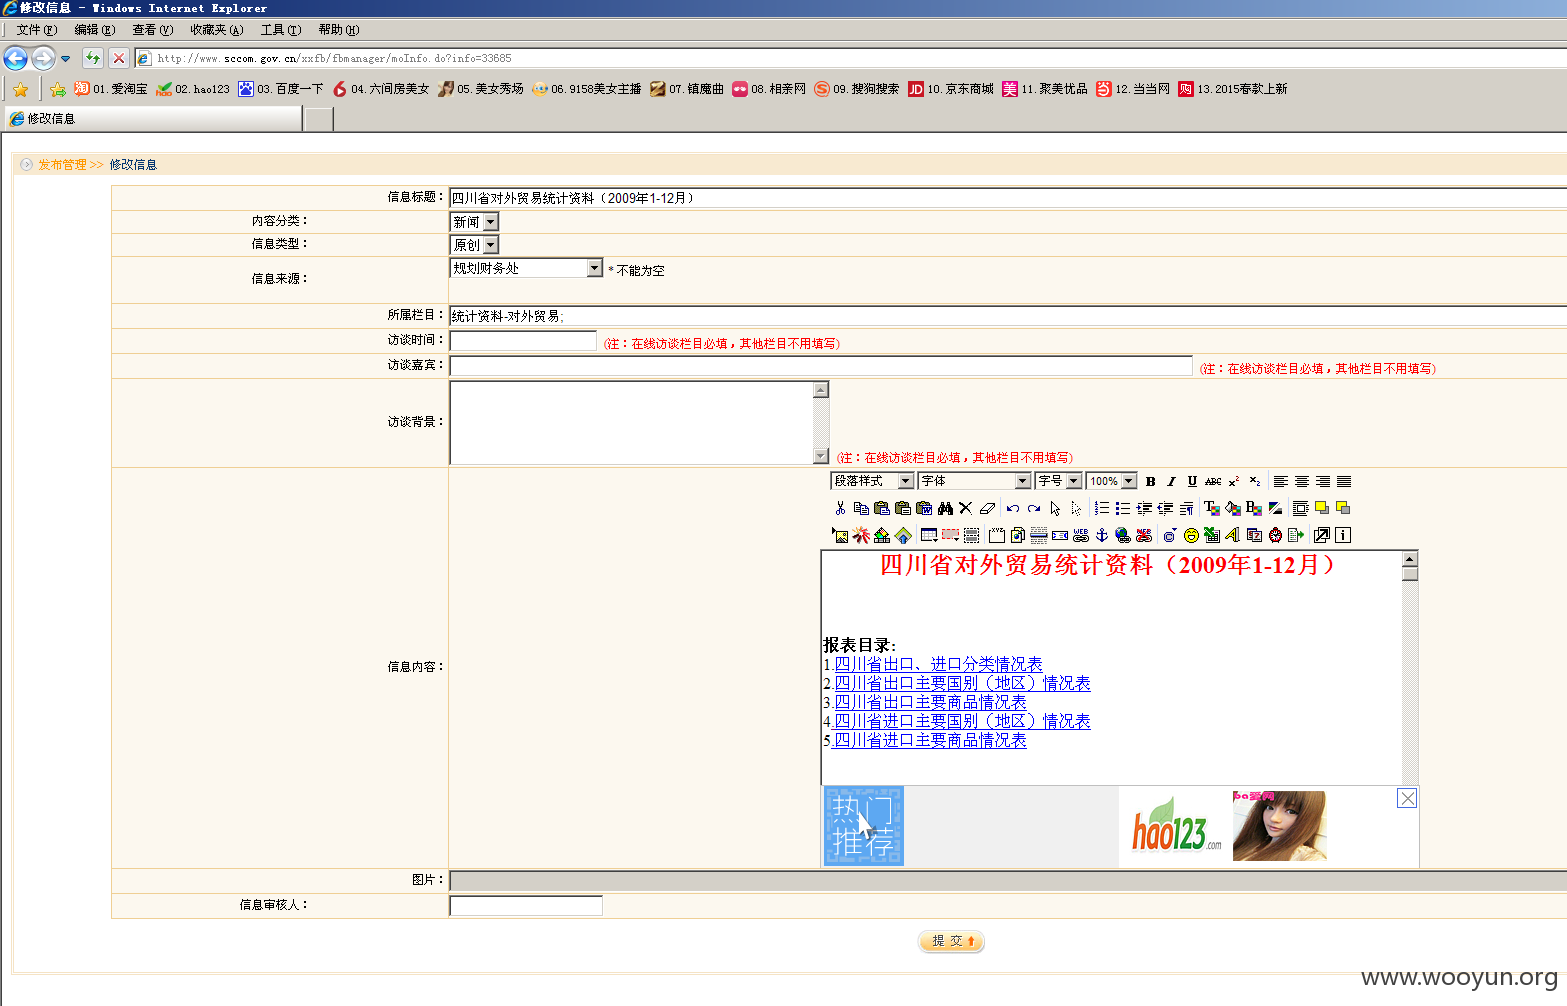 修改信息 - Windows Internet Explorer
文件(F) 编辑(E) 查看(V) 收藏夹(A) 工具(T) 帮助(H)
http://www.sccom.gov.cn/xxfb/fbmanager/moInfo.do?info=33685
01.爱淘宝 02.hao123 03.百度一下 04.六间房美女 05.美女秀场 06.9158美女主播 07.镇魔曲 08.相亲网 09.搜狗搜索 10.京东商城 11.聚美优品 12.当当网 13.2015春款上新
修改信息
发布管理 >> 修改信息
信息标题： 四川省对外贸易统计资料（2009年1-12月）
内容分类： 新闻
信息类型： 原创
信息来源： 规划财务处 *不能为空
所属栏目： 统计资料-对外贸易;
访谈时间： (注：在线访谈栏目必填，其他栏目不用填写)
访谈嘉宾： (注：在线访谈栏目必填，其他栏目不用填写)
访谈背景： (注：在线访谈栏目必填，其他栏目不用填写)
段落样式 字体 字号 100% B I U ABC x² x₂
信息内容：
四川省对外贸易统计资料（2009年1-12月）
报表目录:
1.四川省出口、进口分类情况表
2.四川省出口主要国别（地区）情况表
3.四川省出口主要商品情况表
4.四川省进口主要国别（地区）情况表
5.四川省进口主要商品情况表
热门
推荐
hao123.com
图片：
信息审核人：
提 交
www.wooyun.org